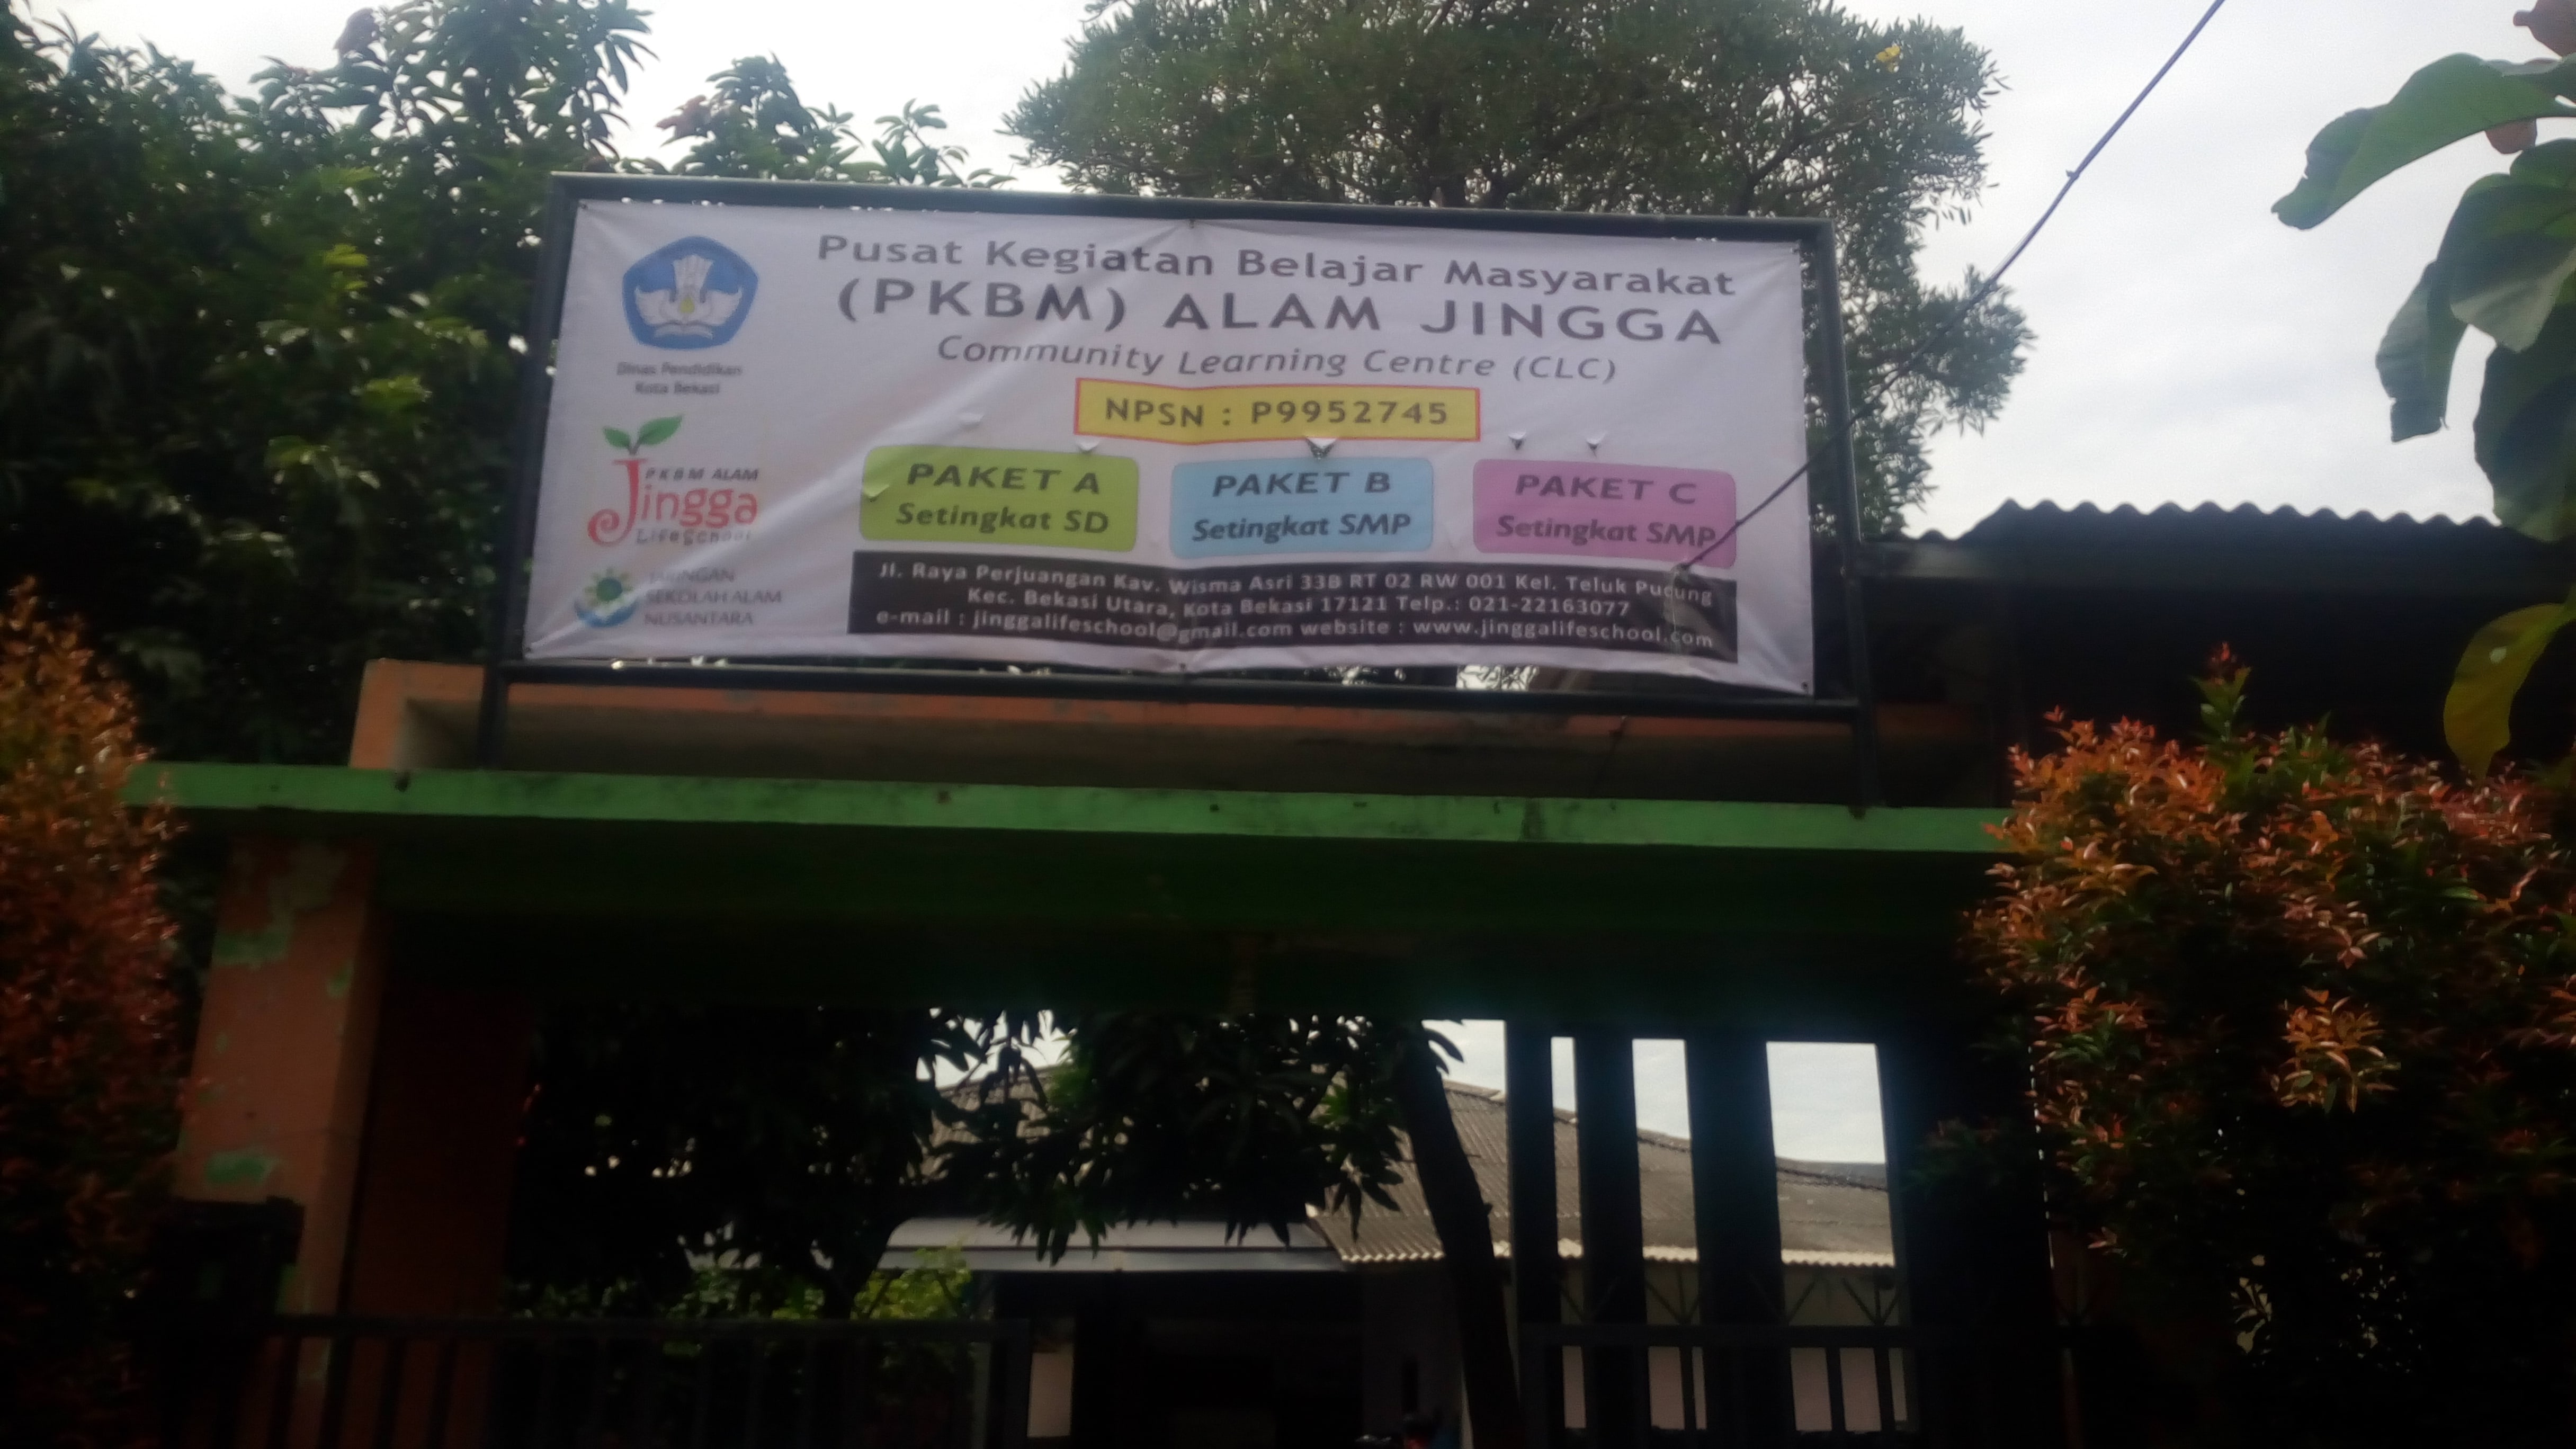 Pusat Kegiatan Belajar Masyarakat
(PKBM) ALAM JINGGA
Community Learning Centre (CLC)
NPSN : P9952745
Dinas Pendidikan
Kota Bekasi
PKBM ALAM
Jingga
LifeSchool
JARINGAN
SEKOLAH ALAM
NUSANTARA
PAKET A
Setingkat SD
PAKET B
Setingkat SMP
PAKET C
Setingkat SMP
Jl. Raya Perjuangan Kav. Wisma Asri 33B RT 02 RW 001 Kel. Teluk Pucung
Kec. Bekasi Utara, Kota Bekasi 17121 Telp.: 021-22163077
e-mail : jinggalifeschool@gmail.com website : www.jinggalifeschool.com